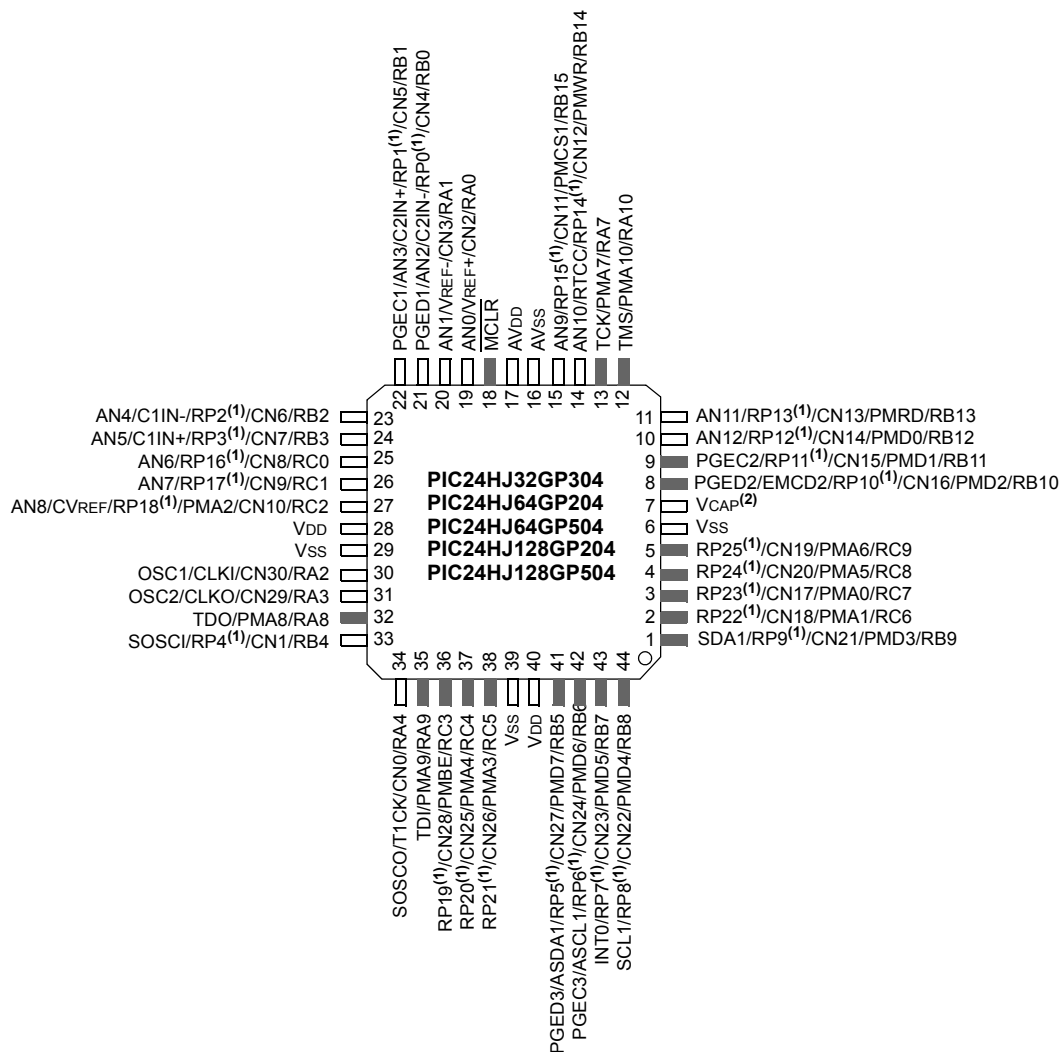 PGEC1/AN3/C2IN+/RP1(1)/CN5/RB1
PGED1/AN2/C2IN-/RP0(1)/CN4/RB0
AN1/VREF-/CN3/RA1
AN0/VREF+/CN2/RA0
MCLR
AVDD
AVSS
AN9/RP15(1)/CN11/PMCS1/RB15
AN10/RTCC/RP14(1)/CN12/PMWR/RB14
TCK/PMA7/RA7
TMS/PMA10/RA10
22
21
20
19
18
17
16
15
14
13
12
AN4/C1IN-/RP2(1)/CN6/RB2 23
AN5/C1IN+/RP3(1)/CN7/RB3 24
AN6/RP16(1)/CN8/RC0 25
AN7/RP17(1)/CN9/RC1 26
AN8/CVREF/RP18(1)/PMA2/CN10/RC2 27
VDD 28
VSS 29
OSC1/CLKI/CN30/RA2 30
OSC2/CLKO/CN29/RA3 31
TDO/PMA8/RA8 32
SOSCI/RP4(1)/CN1/RB4 33
PIC24HJ32GP304
PIC24HJ64GP204
PIC24HJ64GP504
PIC24HJ128GP204
PIC24HJ128GP504
11 AN11/RP13(1)/CN13/PMRD/RB13
10 AN12/RP12(1)/CN14/PMD0/RB12
9 PGEC2/RP11(1)/CN15/PMD1/RB11
8 PGED2/EMCD2/RP10(1)/CN16/PMD2/RB10
7 VCAP(2)
6 VSS
5 RP25(1)/CN19/PMA6/RC9
4 RP24(1)/CN20/PMA5/RC8
3 RP23(1)/CN17/PMA0/RC7
2 RP22(1)/CN18/PMA1/RC6
1 SDA1/RP9(1)/CN21/PMD3/RB9
34
35
36
37
38
39
40
41
42
43
44
SOSCO/T1CK/CN0/RA4
TDI/PMA9/RA9
RP19(1)/CN28/PMBE/RC3
RP20(1)/CN25/PMA4/RC4
RP21(1)/CN26/PMA3/RC5
VSS
VDD
PGED3/ASDA1/RP5(1)/CN27/PMD7/RB5
PGEC3/ASCL1/RP6(1)/CN24/PMD6/RB6
INT0/RP7(1)/CN23/PMD5/RB7
SCL1/RP8(1)/CN22/PMD4/RB8